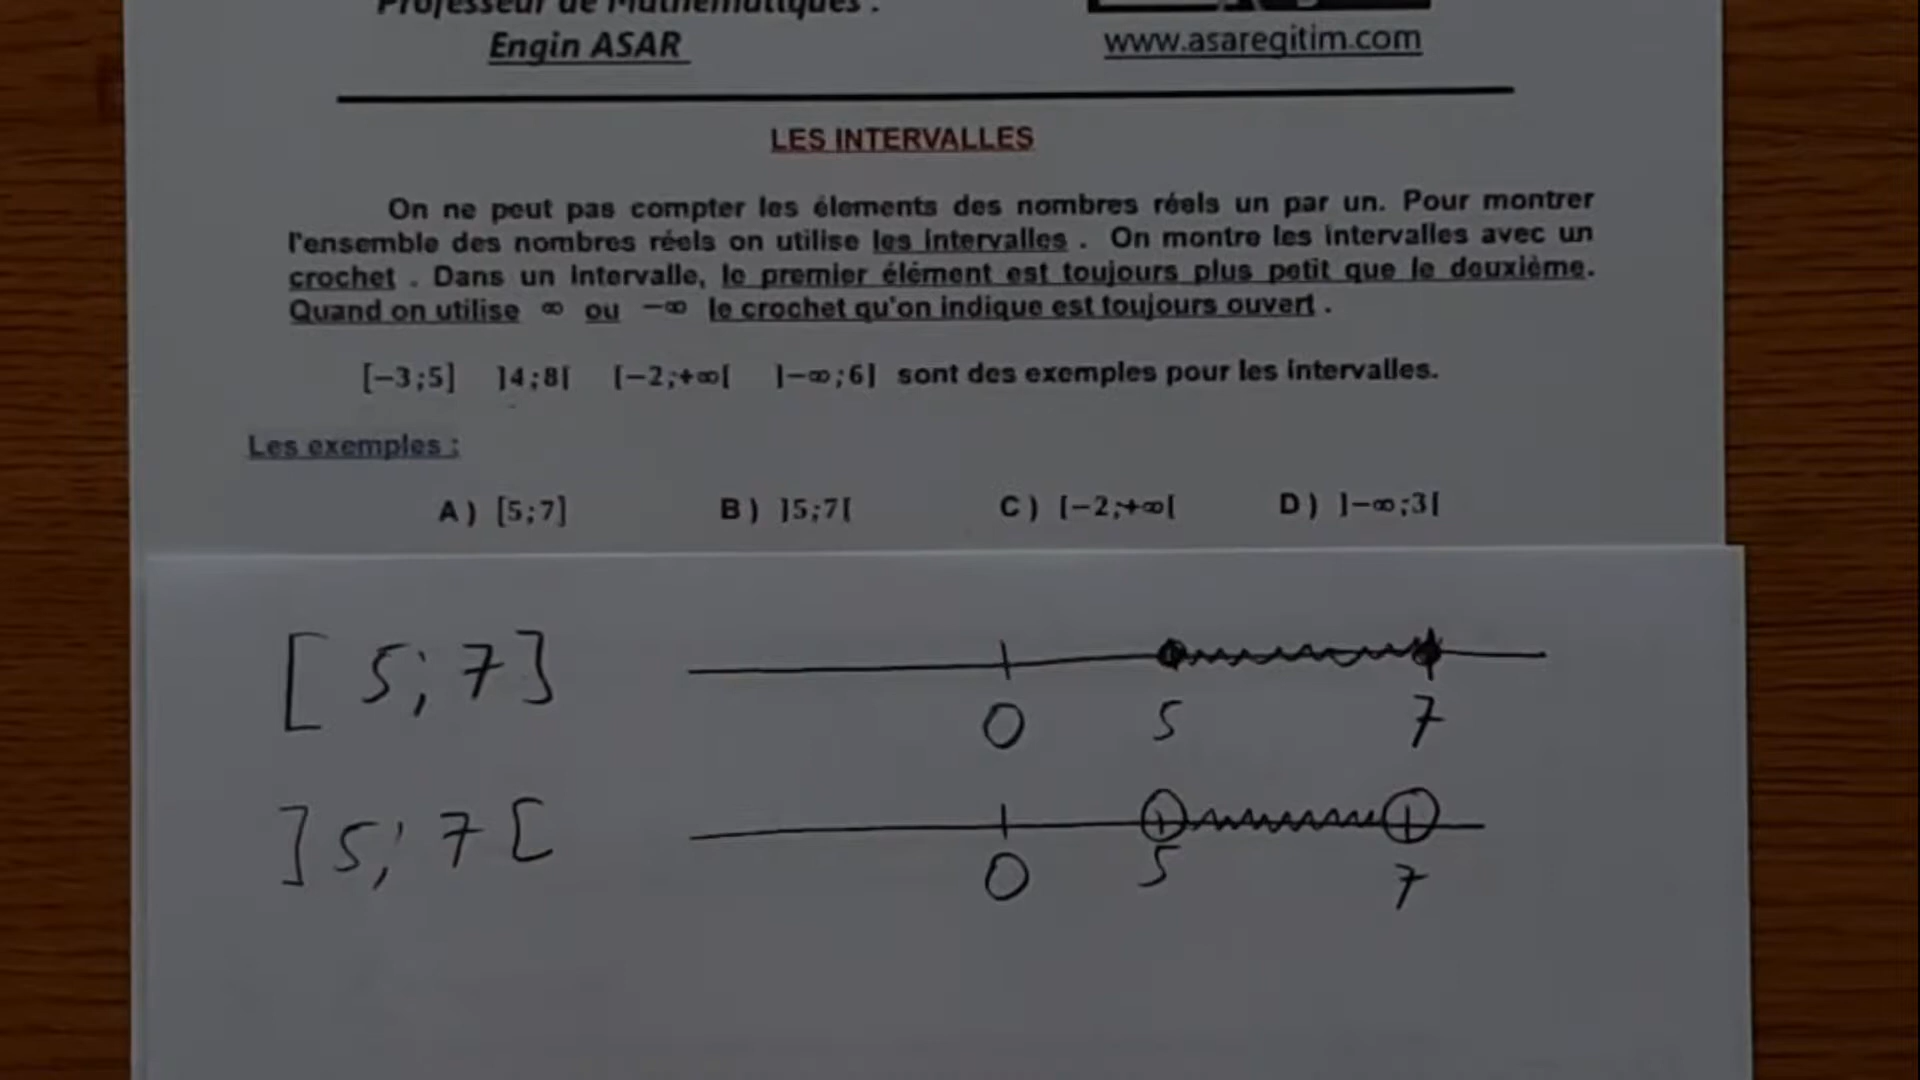 Professeur de Mathématiques :
Engin ASAR
www.asaregitim.com
LES INTERVALLES
On ne peut pas compter les élements des nombres réels un par un. Pour montrer
l'ensemble des nombres réels on utilise les intervalles . On montre les intervalles avec un
crochet . Dans un intervalle, le premier élément est toujours plus petit que le deuxième.
Quand on utilise ∞ ou −∞ le crochet qu'on indique est toujours ouvert .
[−3;5] ]4;8[ [−2;+∞[ ]−∞;6] sont des exemples pour les intervalles.
Les exemples :
A ) [5;7] B ) ]5;7[ C ) [−2;+∞[ D ) ]−∞;3[
[ 5; 7 ]
0 5 7
] 5; 7 [
0 5 7